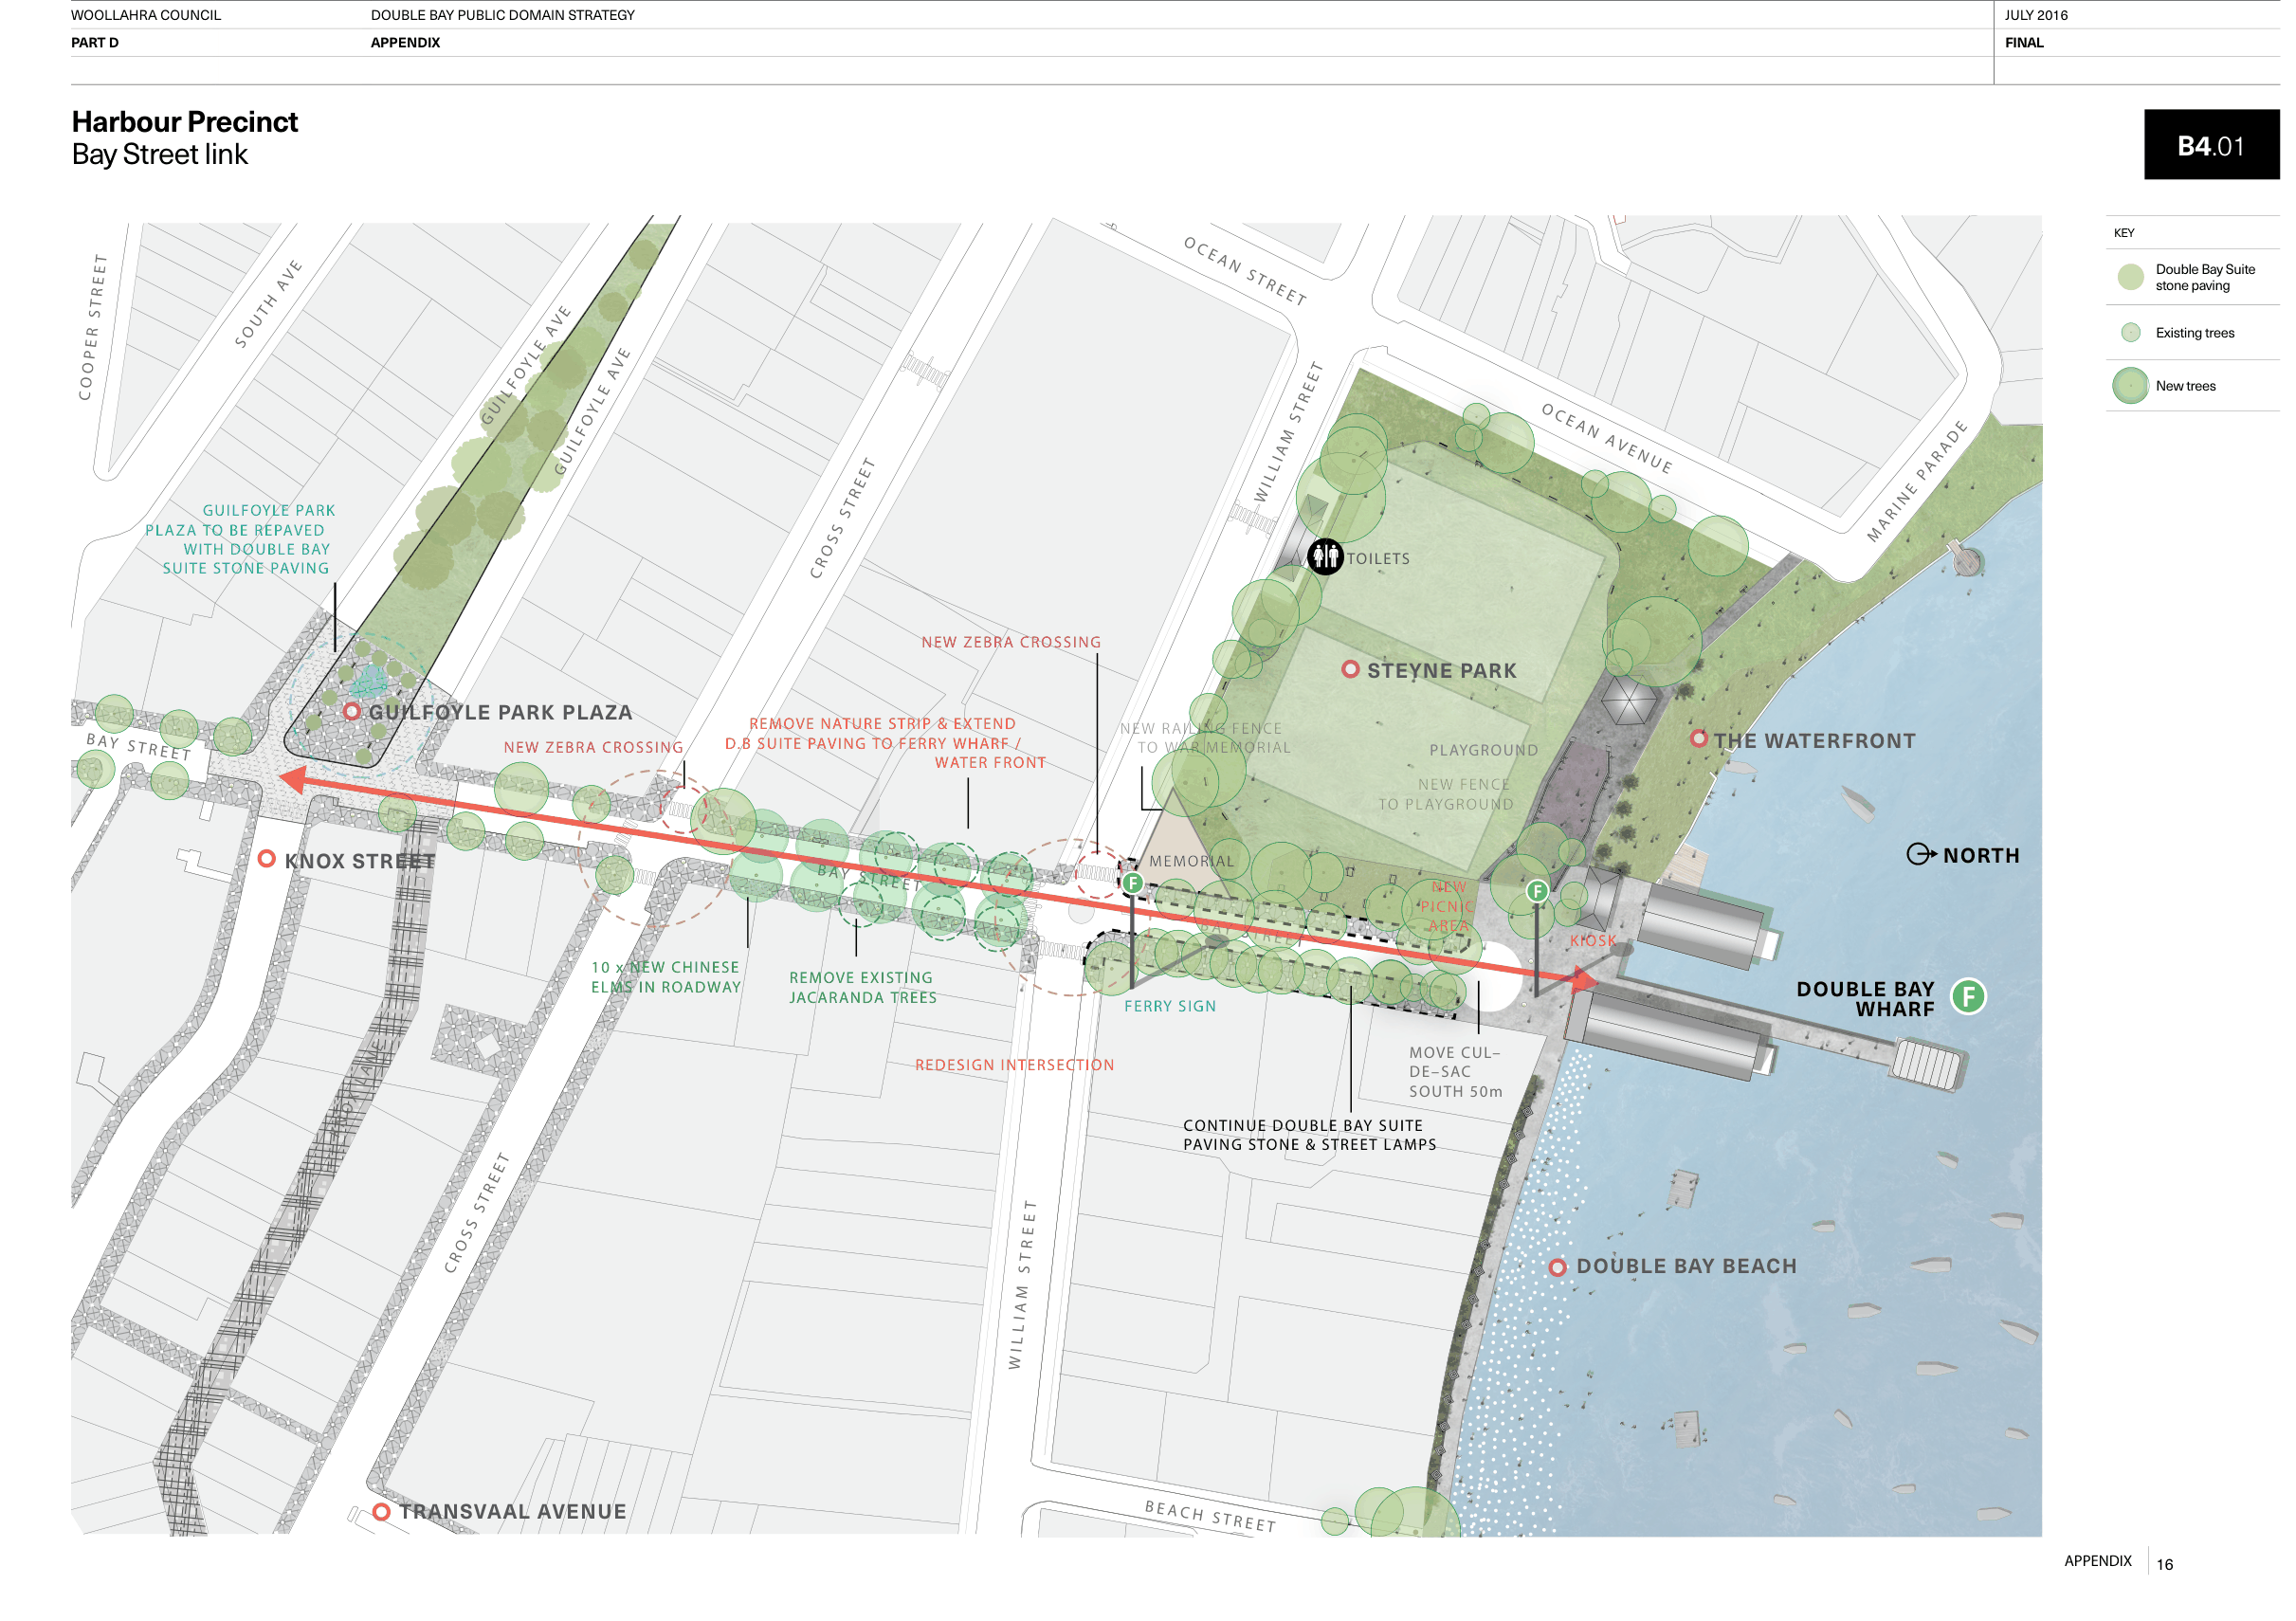 WOOLLAHRA COUNCIL
DOUBLE BAY PUBLIC DOMAIN STRATEGY
JULY 2016
PART D
APPENDIX
FINAL
Harbour Precinct
Bay Street link
B4.01
KEY
Double Bay Suite
stone paving
Existing trees
New trees
COOPER STREET
SOUTH AVE
GUILFOYLE AVE
GUILFOYLE AVE
CROSS STREET
OCEAN STREET
WILLIAM STREET
OCEAN AVENUE
MARINE PARADE
GUILFOYLE PARK
PLAZA TO BE REPAVED
WITH DOUBLE BAY
SUITE STONE PAVING
TOILETS
NEW ZEBRA CROSSING
STEYNE PARK
GUILFOYLE PARK PLAZA
BAY STREET
NEW ZEBRA CROSSING
REMOVE NATURE STRIP & EXTEND
D.B SUITE PAVING TO FERRY WHARF /
WATER FRONT
NEW RAILING FENCE
TO WAR MEMORIAL
PLAYGROUND
NEW FENCE
TO PLAYGROUND
THE WATERFRONT
KNOX STREET
BAY STREET
MEMORIAL
F
F
NEW
PICNIC
AREA
BAY STREET
KIOSK
NORTH
10 x NEW CHINESE
ELMS IN ROADWAY
REMOVE EXISTING
JACARANDA TREES
FERRY SIGN
DOUBLE BAY
WHARF
F
REDESIGN INTERSECTION
MOVE CUL–
DE–SAC
SOUTH 50m
CONTINUE DOUBLE BAY SUITE
PAVING STONE & STREET LAMPS
CROSS STREET
WILLIAM STREET
DOUBLE BAY BEACH
TRANSVAAL AVENUE
BEACH STREET
APPENDIX
16